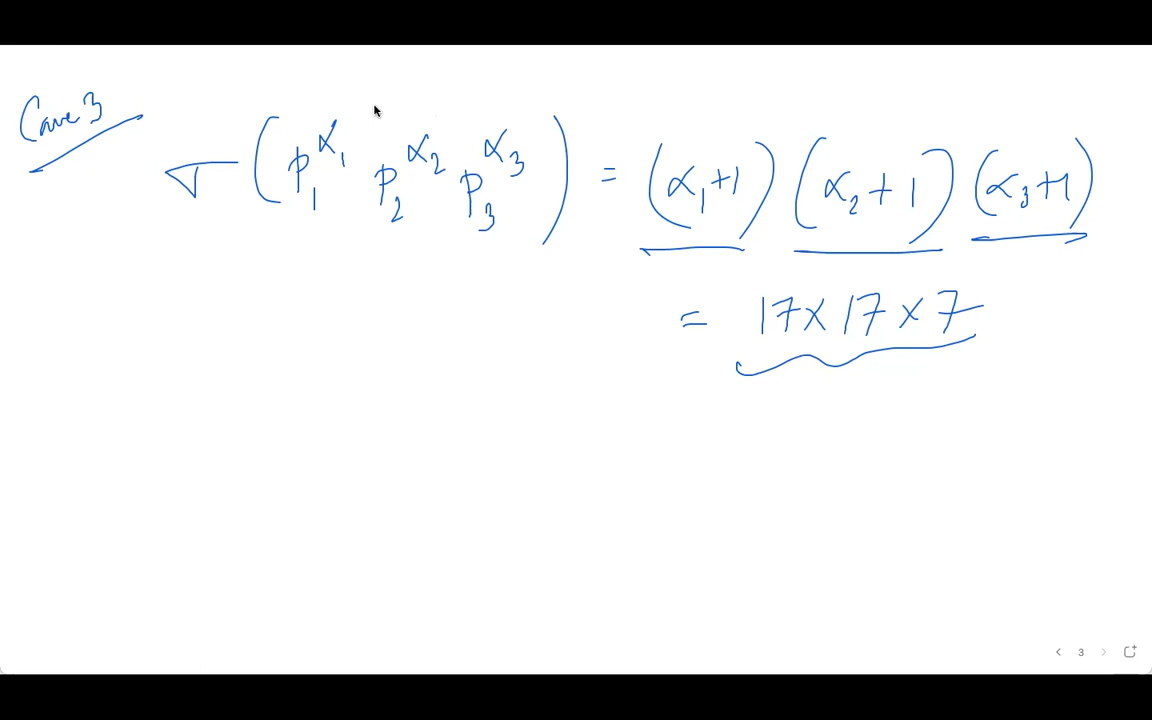 Case 3
τ(p₁^α₁ p₂^α₂ p₃^α₃) = (α₁+1)(α₂+1)(α₃+1)
= 17×17×7
3